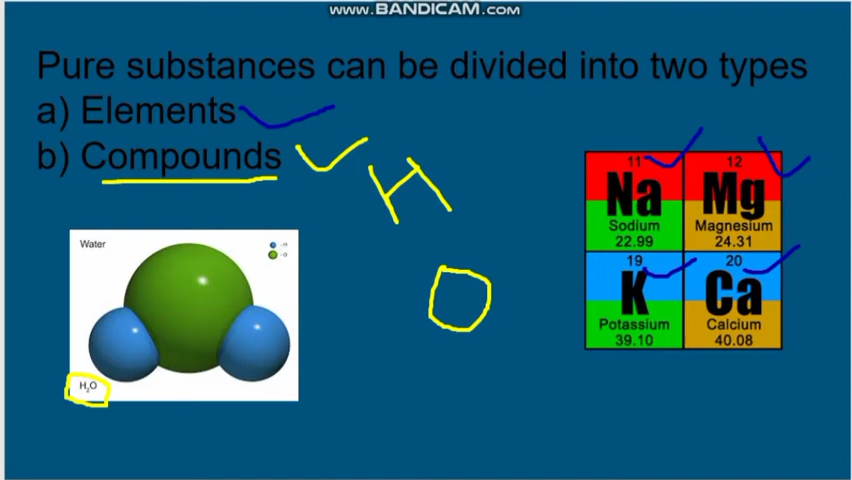 www.BANDICAM.com
Pure substances can be divided into two types
a) Elements
b) Compounds
H
O
Water
-H
-O
H₂O
11 12
Na Mg
Sodium Magnesium
22.99 24.31
19 20
K Ca
Potassium Calcium
39.10 40.08